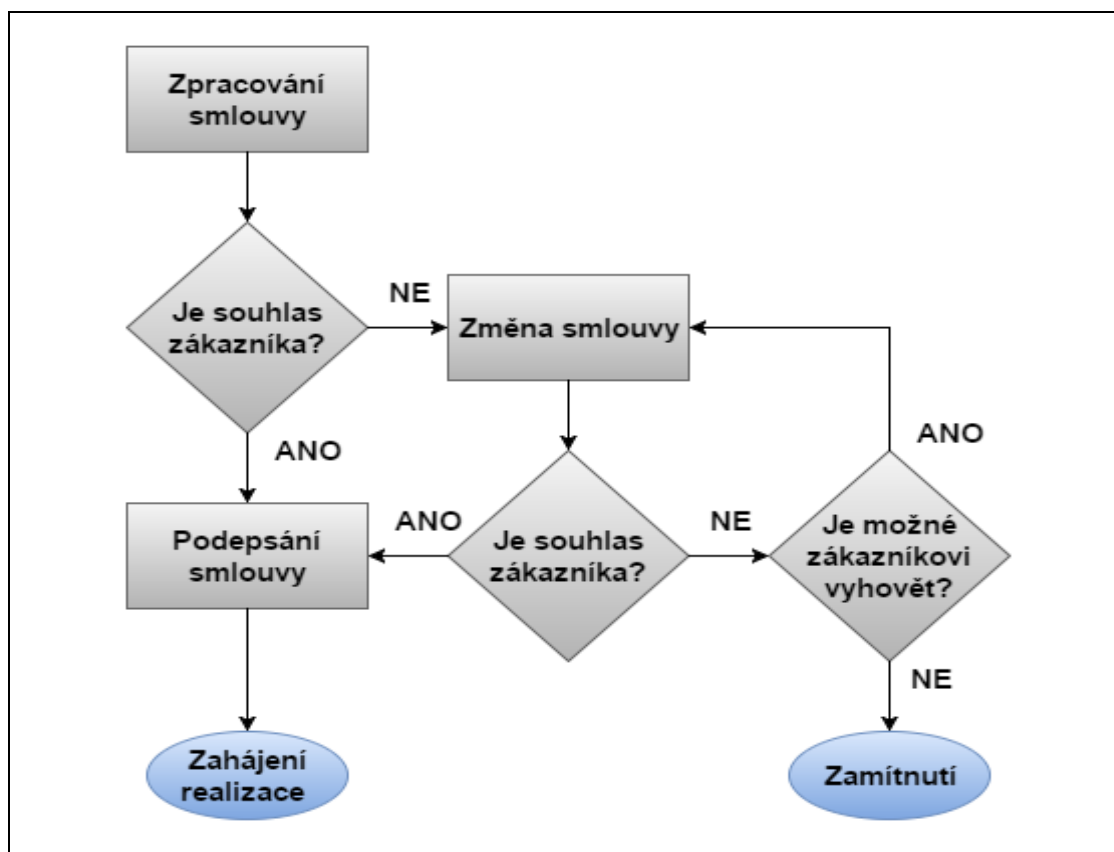 Zpracování
smlouvy
Je souhlas
zákazníka?
NE
Změna smlouvy
ANO
Podepsání
smlouvy
ANO
Je souhlas
zákazníka?
NE
Je možné
zákazníkovi
vyhovět?
ANO
NE
Zahájení
realizace
Zamítnutí